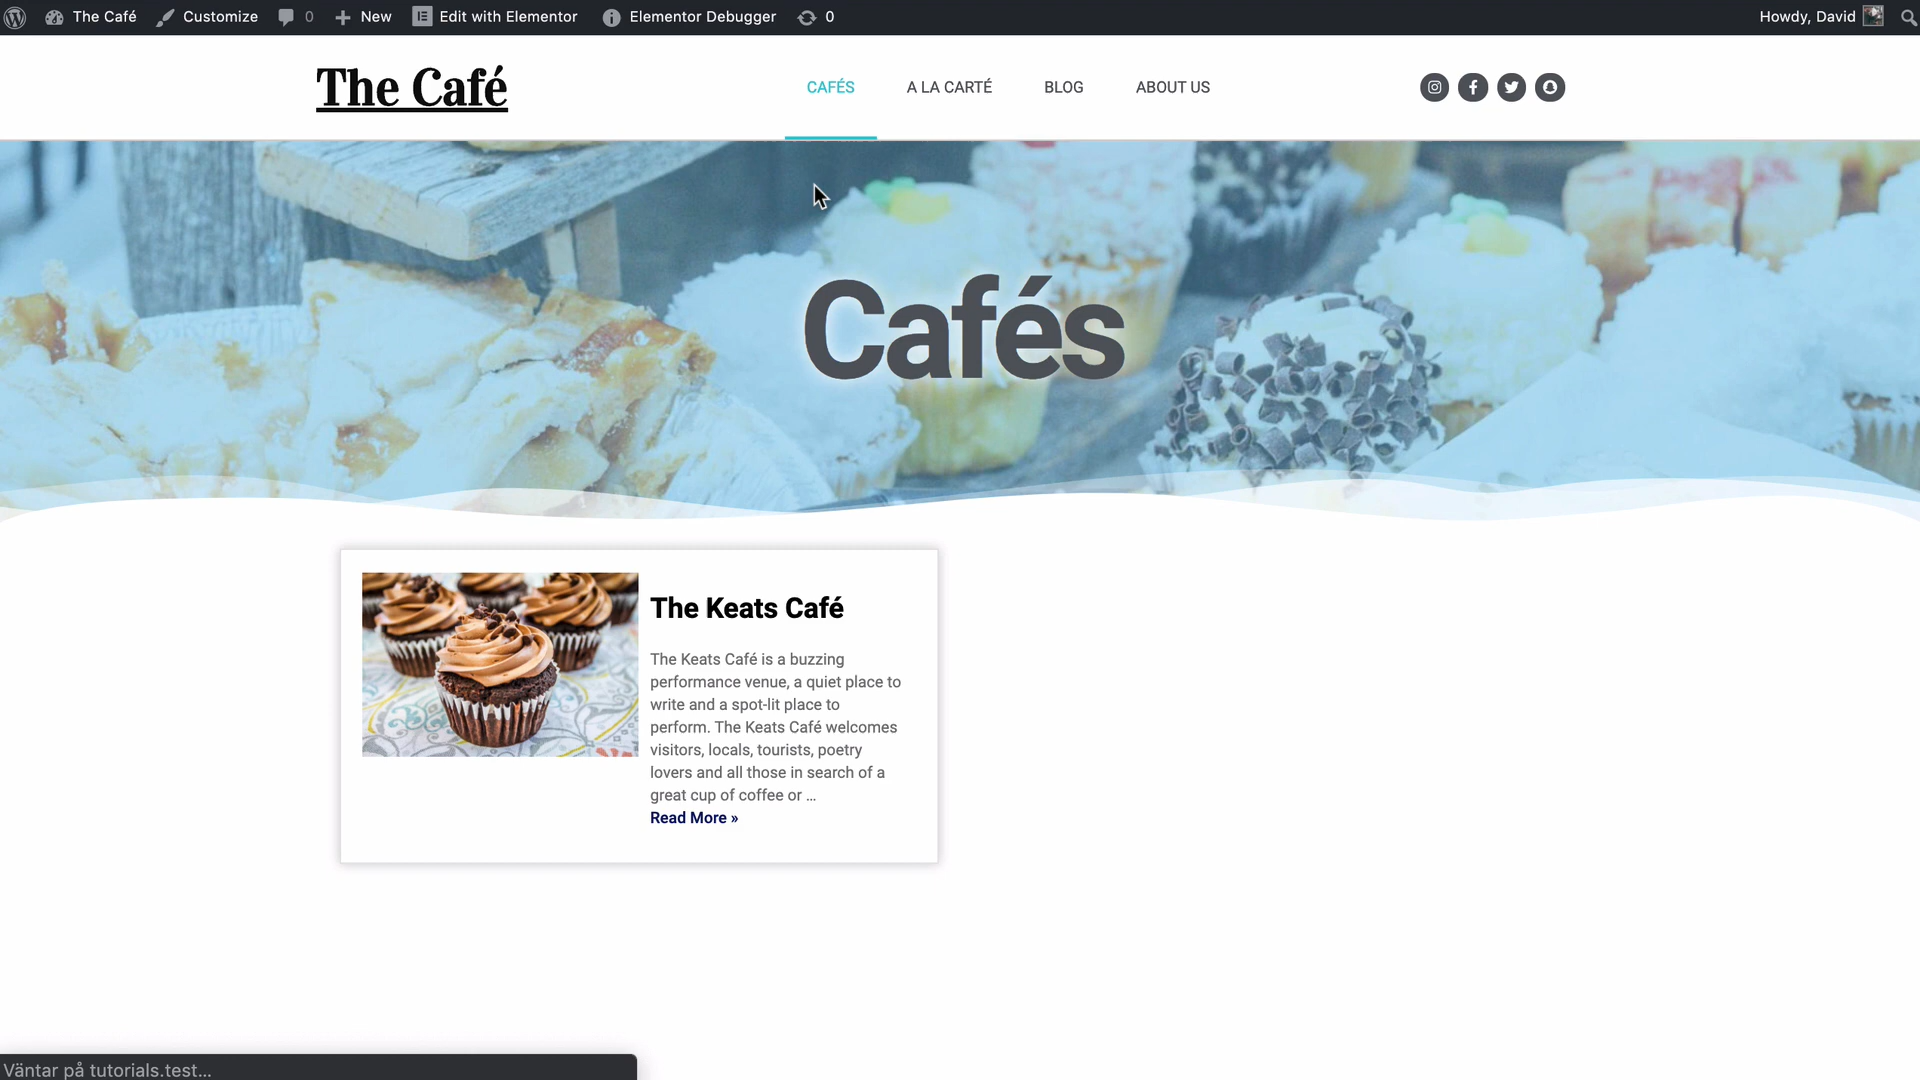 The Café Customize 0 New Edit with Elementor Elementor Debugger 0 Howdy, David
The Café CAFÉS A LA CARTÉ BLOG ABOUT US
Cafés
The Keats Café
The Keats Café is a buzzing
performance venue, a quiet place to
write and a spot-lit place to
perform. The Keats Café welcomes
visitors, locals, tourists, poetry
lovers and all those in search of a
great cup of coffee or ...
Read More »
Väntar på tutorials.test...